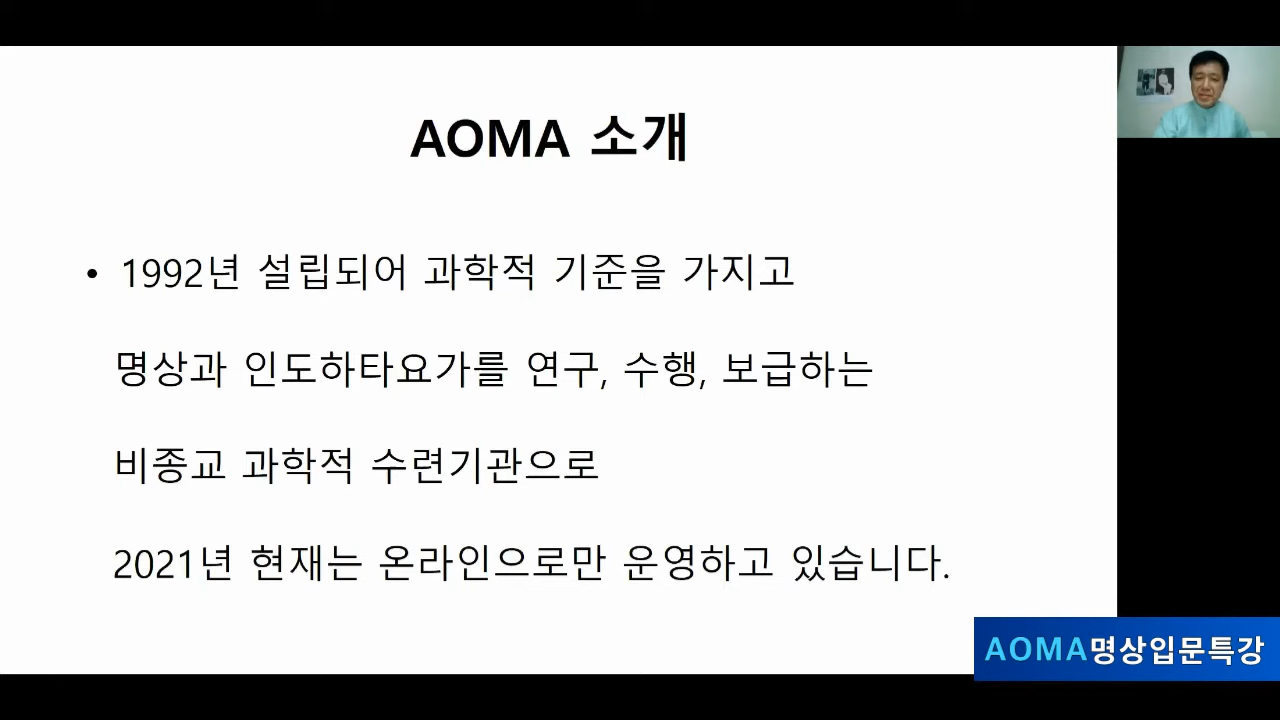 AOMA 소개
• 1992년 설립되어 과학적 기준을 가지고
명상과 인도하타요가를 연구, 수행, 보급하는
비종교 과학적 수련기관으로
2021년 현재는 온라인으로만 운영하고 있습니다.
AOMA명상입문특강